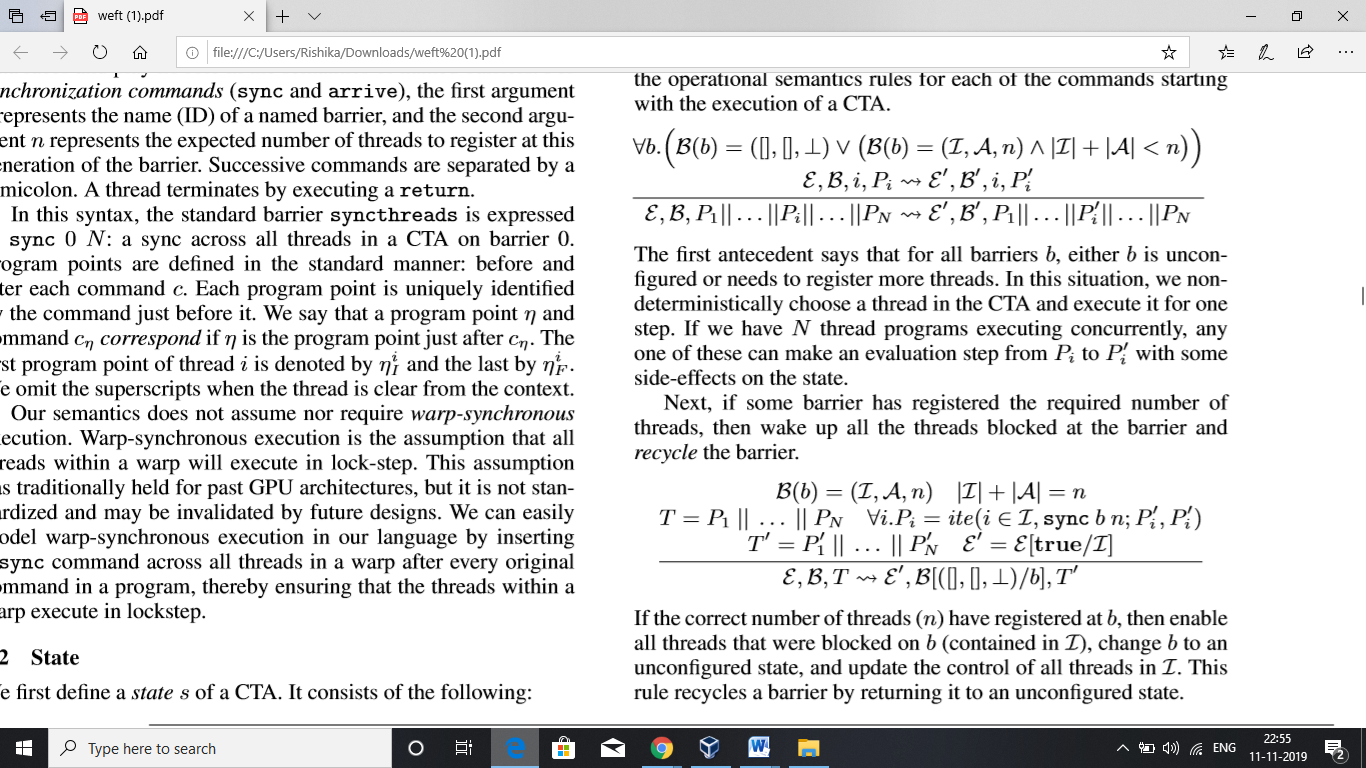 weft (1).pdf
file:///C:/Users/Rishika/Downloads/weft%20(1).pdf
nchronization commands (sync and arrive), the first argument
represents the name (ID) of a named barrier, and the second argu-
ent n represents the expected number of threads to register at this
eneration of the barrier. Successive commands are separated by a
micolon. A thread terminates by executing a return.
In this syntax, the standard barrier syncthreads is expressed
sync 0 N: a sync across all threads in a CTA on barrier 0.
rogram points are defined in the standard manner: before and
ter each command c. Each program point is uniquely identified
y the command just before it. We say that a program point η and
ommand cη correspond if η is the program point just after cη. The
rst program point of thread i is denoted by η_I^i and the last by η_F^i.
e omit the superscripts when the thread is clear from the context.
Our semantics does not assume nor require warp-synchronous
ecution. Warp-synchronous execution is the assumption that all
reads within a warp will execute in lock-step. This assumption
as traditionally held for past GPU architectures, but it is not stan-
ardized and may be invalidated by future designs. We can easily
odel warp-synchronous execution in our language by inserting
sync command across all threads in a warp after every original
ommand in a program, thereby ensuring that the threads within a
arp execute in lockstep.
2 State
e first define a state s of a CTA. It consists of the following:
the operational semantics rules for each of the commands starting
with the execution of a CTA.
∀b.(B(b) = ([], [], ⊥) ∨ (B(b) = (I, A, n) ∧ |I| + |A| < n))
E, B, i, P_i ⇝ E′, B′, i, P′_i
E, B, P_1|| . . . ||P_i|| . . . ||P_N ⇝ E′, B′, P_1|| . . . ||P′_i|| . . . ||P_N
The first antecedent says that for all barriers b, either b is uncon-
figured or needs to register more threads. In this situation, we non-
deterministically choose a thread in the CTA and execute it for one
step. If we have N thread programs executing concurrently, any
one of these can make an evaluation step from P_i to P′_i with some
side-effects on the state.
Next, if some barrier has registered the required number of
threads, then wake up all the threads blocked at the barrier and
recycle the barrier.
B(b) = (I, A, n) |I| + |A| = n
T = P_1 || . . . || P_N ∀i.P_i = ite(i ∈ I, sync b n; P′_i, P′_i)
T′ = P′_1 || . . . || P′_N E′ = E[true/I]
E, B, T ⇝ E′, B[([], [], ⊥)/b], T′
If the correct number of threads (n) have registered at b, then enable
all threads that were blocked on b (contained in I), change b to an
unconfigured state, and update the control of all threads in I. This
rule recycles a barrier by returning it to an unconfigured state.
Type here to search
ENG
22:55
11-11-2019
2